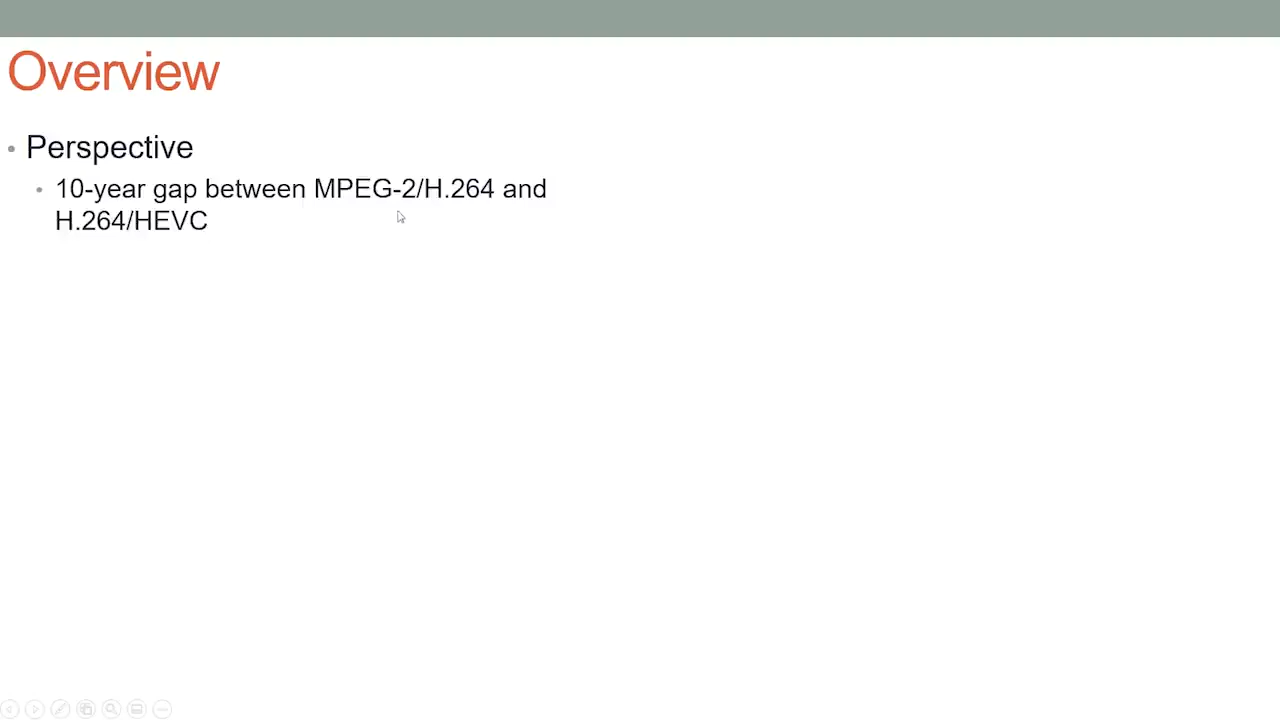 Overview
• Perspective
• 10-year gap between MPEG-2/H.264 and
H.264/HEVC